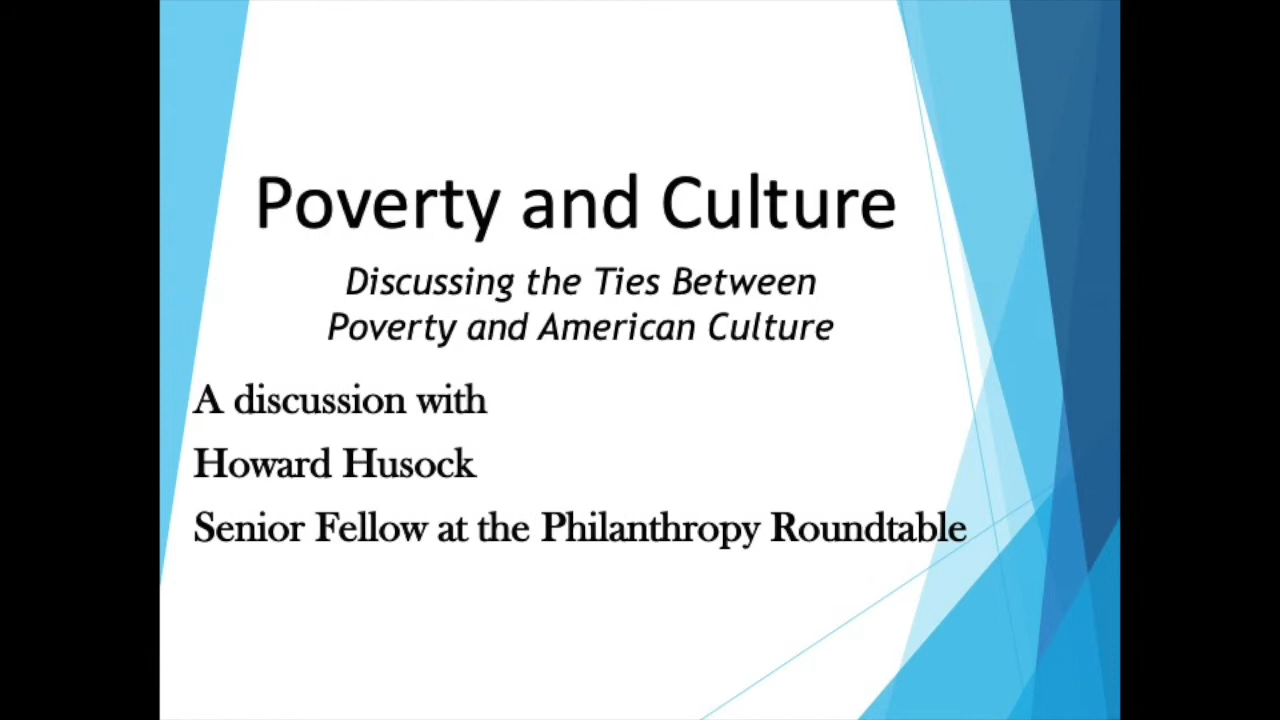 Poverty and Culture
Discussing the Ties Between
Poverty and American Culture
A discussion with
Howard Husock
Senior Fellow at the Philanthropy Roundtable